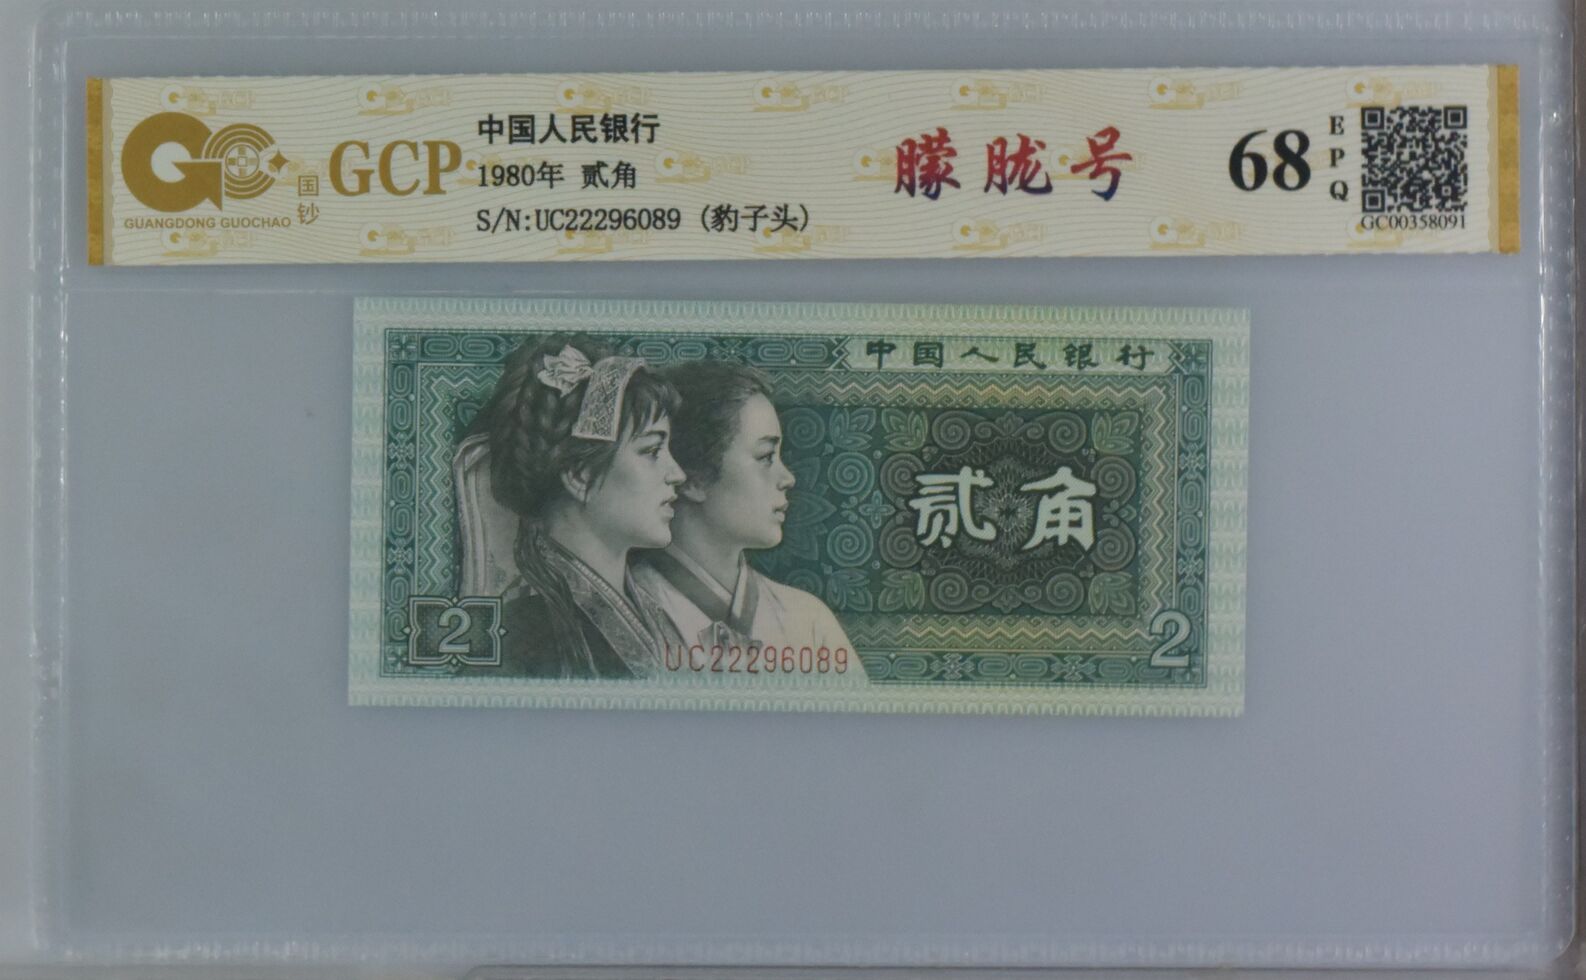 GUANGDONG GUOCHAO
国钞
GCP
中国人民银行
1980年 贰角
S/N:UC22296089 (豹子头)
朦胧号
68
EPQ
GC00358091
中国人民银行
贰角
2
2
UC22296089